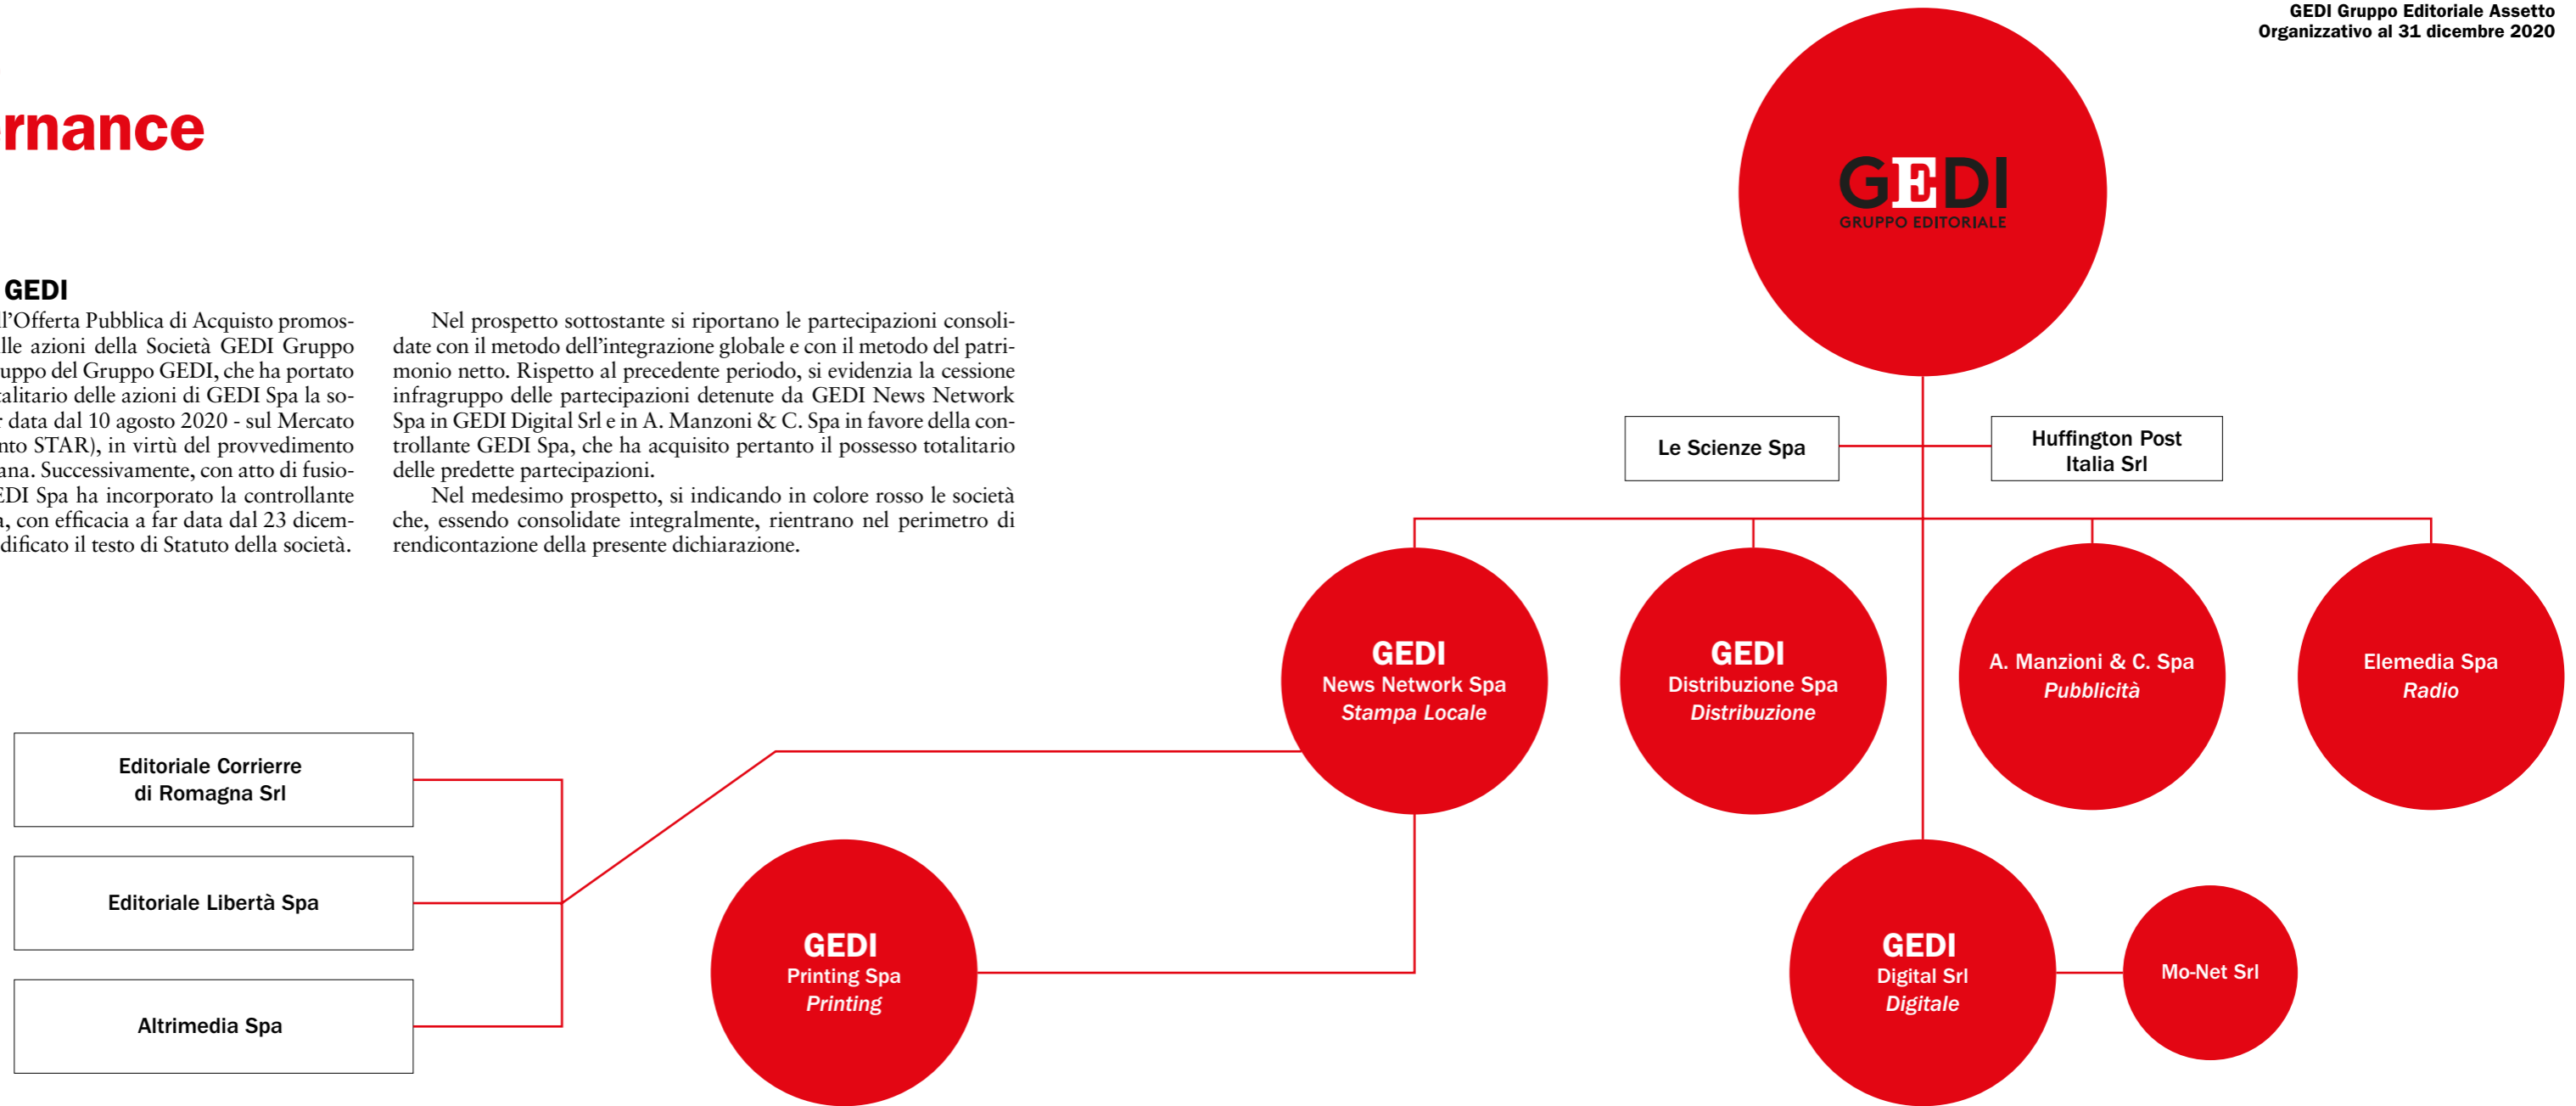 GEDI Gruppo Editoriale Assetto
Organizzativo al 31 dicembre 2020
rnance
GEDI
ll’Offerta Pubblica di Acquisto promos-
lle azioni della Società GEDI Gruppo
uppo del Gruppo GEDI, che ha portato
talitario delle azioni di GEDI Spa la so-
r data dal 10 agosto 2020 - sul Mercato
nto STAR), in virtù del provvedimento
ana. Successivamente, con atto di fusio-
EDI Spa ha incorporato la controllante
a, con efficacia a far data dal 23 dicem-
dificato il testo di Statuto della società.
Nel prospetto sottostante si riportano le partecipazioni consoli-
date con il metodo dell’integrazione globale e con il metodo del patri-
monio netto. Rispetto al precedente periodo, si evidenzia la cessione
infragruppo delle partecipazioni detenute da GEDI News Network
Spa in GEDI Digital Srl e in A. Manzoni & C. Spa in favore della con-
trollante GEDI Spa, che ha acquisito pertanto il possesso totalitario
delle predette partecipazioni.
Nel medesimo prospetto, si indicando in colore rosso le società
che, essendo consolidate integralmente, rientrano nel perimetro di
rendicontazione della presente dichiarazione.
GEDI
GRUPPO EDITORIALE
Le Scienze Spa
Huffington Post
Italia Srl
GEDI
News Network Spa
Stampa Locale
GEDI
Distribuzione Spa
Distribuzione
A. Manzioni & C. Spa
Pubblicità
Elemedia Spa
Radio
Editoriale Corrierre
di Romagna Srl
Editoriale Libertà Spa
Altrimedia Spa
GEDI
Printing Spa
Printing
GEDI
Digital Srl
Digitale
Mo-Net Srl